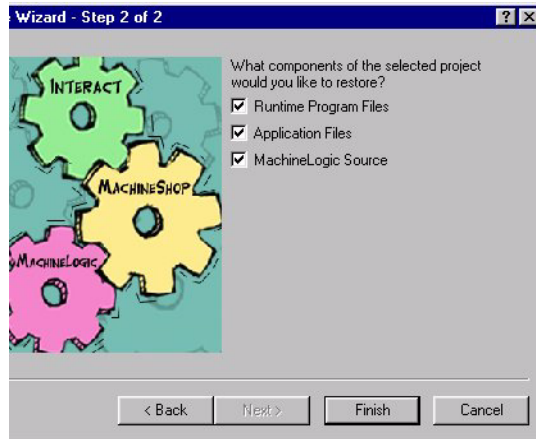 Wizard - Step 2 of 2
What components of the selected project
would you like to restore?
Runtime Program Files
Application Files
MachineLogic Source
INTERACT
MACHINESHOP
MACHINELOGIC
< Back
Next >
Finish
Cancel